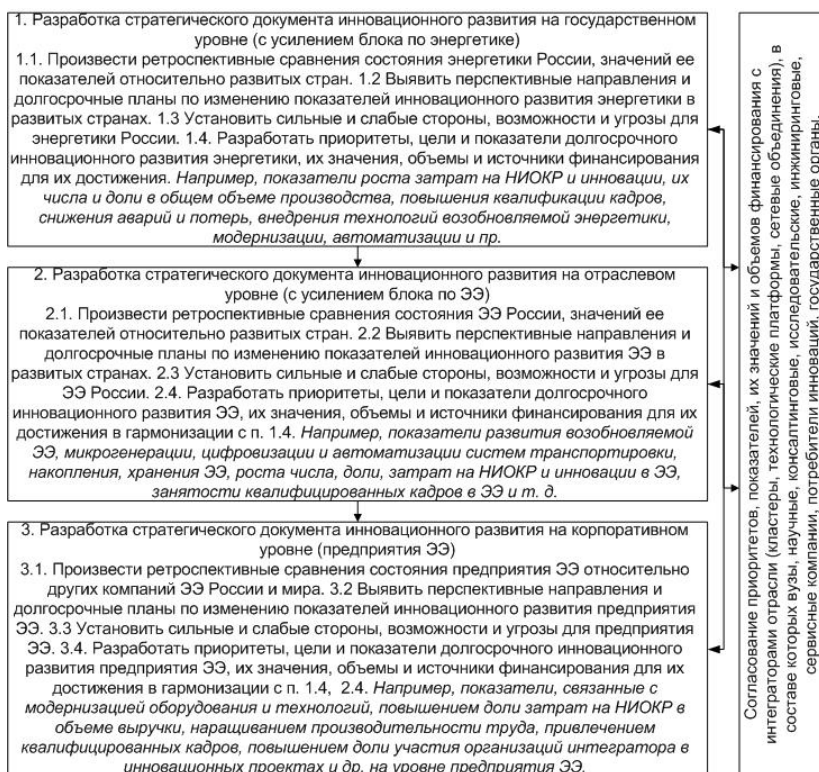 1. Разработка стратегического документа инновационного развития на государственном
уровне (с усилением блока по энергетике)
1.1. Произвести ретроспективные сравнения состояния энергетики России, значений ее
показателей относительно развитых стран. 1.2 Выявить перспективные направления и
долгосрочные планы по изменению показателей инновационного развития энергетики в
развитых странах. 1.3 Установить сильные и слабые стороны, возможности и угрозы для
энергетики России. 1.4. Разработать приоритеты, цели и показатели долгосрочного
инновационного развития энергетики, их значения, объемы и источники финансирования
для их достижения. Например, показатели роста затрат на НИОКР и инновации, их
числа и доли в общем объеме производства, повышения квалификации кадров,
снижения аварий и потерь, внедрения технологий возобновляемой энергетики,
модернизации, автоматизации и пр.
2. Разработка стратегического документа инновационного развития на отраслевом
уровне (с усилением блока по ЭЭ)
2.1. Произвести ретроспективные сравнения состояния ЭЭ России, значений ее
показателей относительно развитых стран. 2.2 Выявить перспективные направления и
долгосрочные планы по изменению показателей инновационного развития ЭЭ в
развитых странах. 2.3 Установить сильные и слабые стороны, возможности и угрозы для
ЭЭ России. 2.4. Разработать приоритеты, цели и показатели долгосрочного
инновационного развития ЭЭ, их значения, объемы и источники финансирования для их
достижения в гармонизации с п. 1.4. Например, показатели развития возобновляемой
ЭЭ, микрогенерации, цифровизации и автоматизации систем транспортировки,
накопления, хранения ЭЭ, роста числа, доли, затрат на НИОКР и инновации в ЭЭ,
занятости квалифицированных кадров в ЭЭ и т. д.
3. Разработка стратегического документа инновационного развития на корпоративном
уровне (предприятия ЭЭ)
3.1. Произвести ретроспективные сравнения состояния предприятия ЭЭ относительно
других компаний ЭЭ России и мира. 3.2 Выявить перспективные направления и
долгосрочные планы по изменению показателей инновационного развития предприятия
ЭЭ. 3.3 Установить сильные и слабые стороны, возможности и угрозы для предприятия
ЭЭ. 3.4. Разработать приоритеты, цели и показатели долгосрочного инновационного
развития предприятия ЭЭ, их значения, объемы и источники финансирования для их
достижения в гармонизации с п. 1.4, 2.4. Например, показатели, связанные с
модернизацией оборудования и технологий, повышением доли затрат на НИОКР в
объеме выручки, наращиванием производительности труда, привлечением
квалифицированных кадров, повышением доли участия организаций интегратора в
инновационных проектах и др. на уровне предприятия ЭЭ.
Согласование приоритетов, показателей, их значений и объемов финансирования с
интеграторами отрасли (кластеры, технологические платформы, сетевые объединения), в
составе которых вузы, научные, консалтинговые, исследовательские, инжиниринговые,
сервисные компании, потребители инноваций, государственные органы.